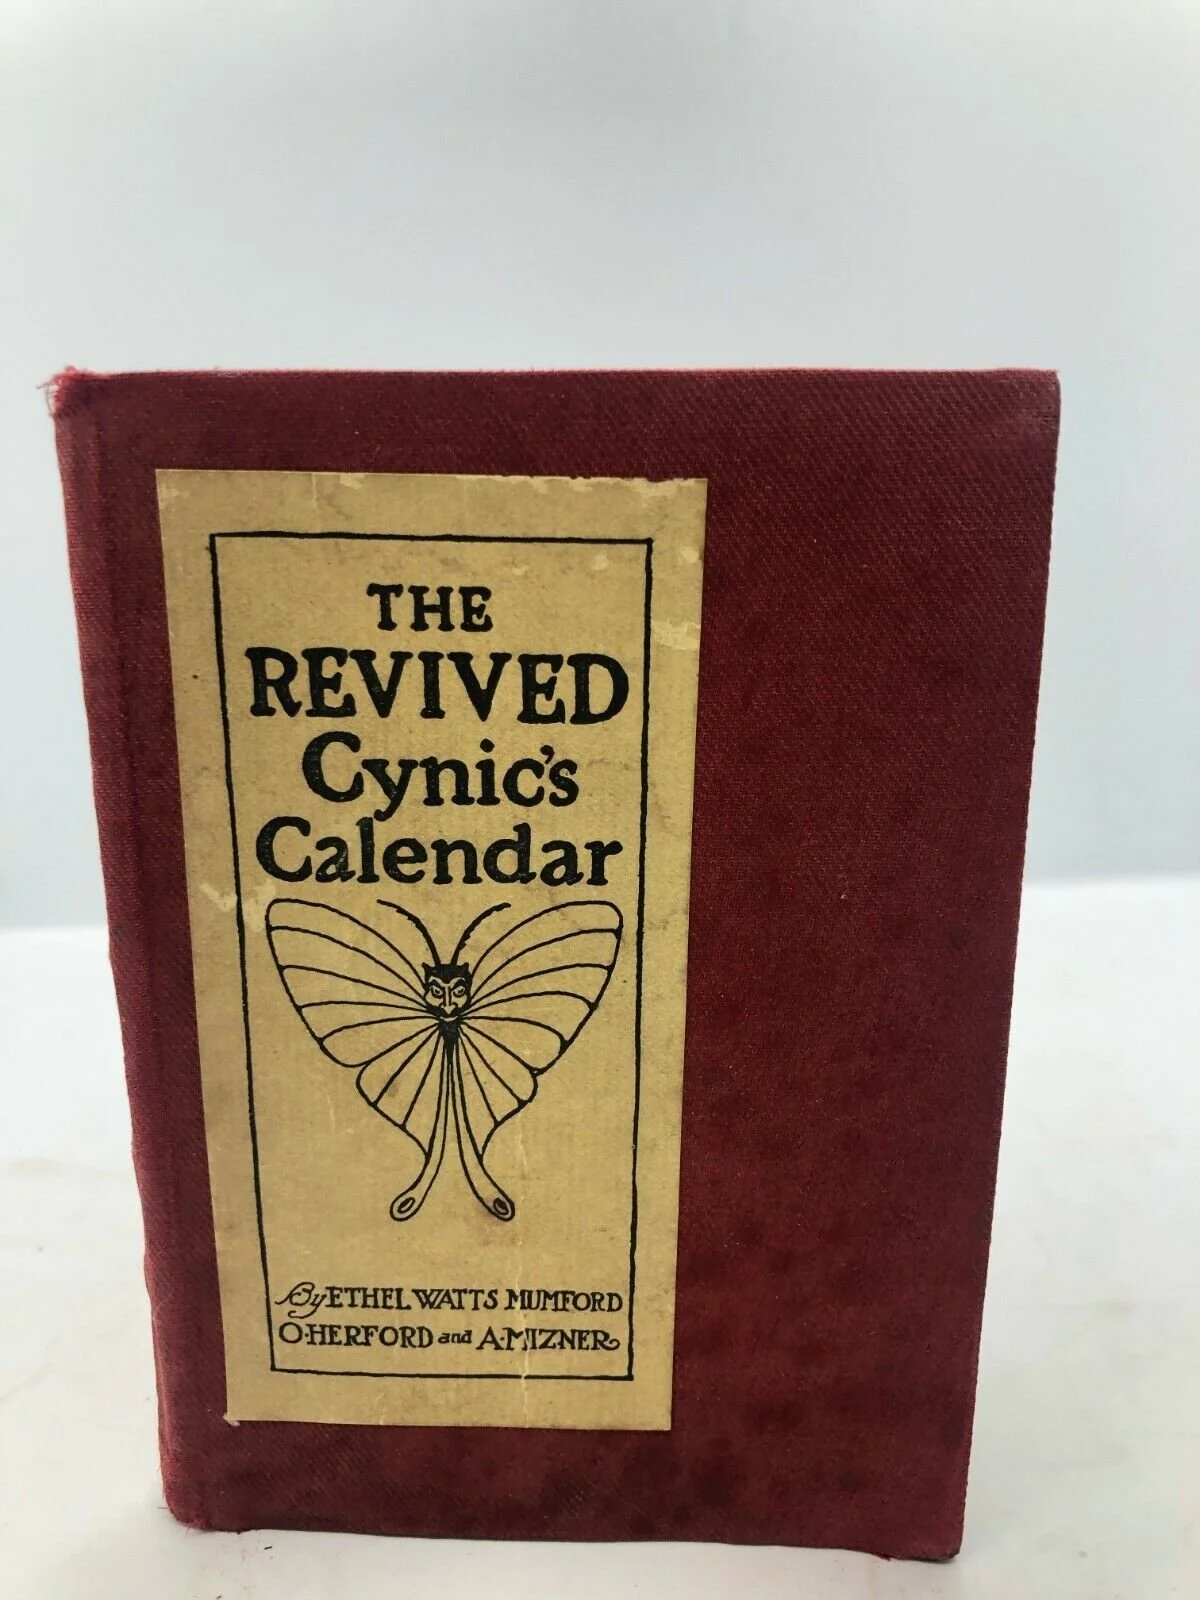 THE
REVIVED
Cynic's
Calendar
By ETHEL WATTS MUMFORD
O·HERFORD and A·MIZNER